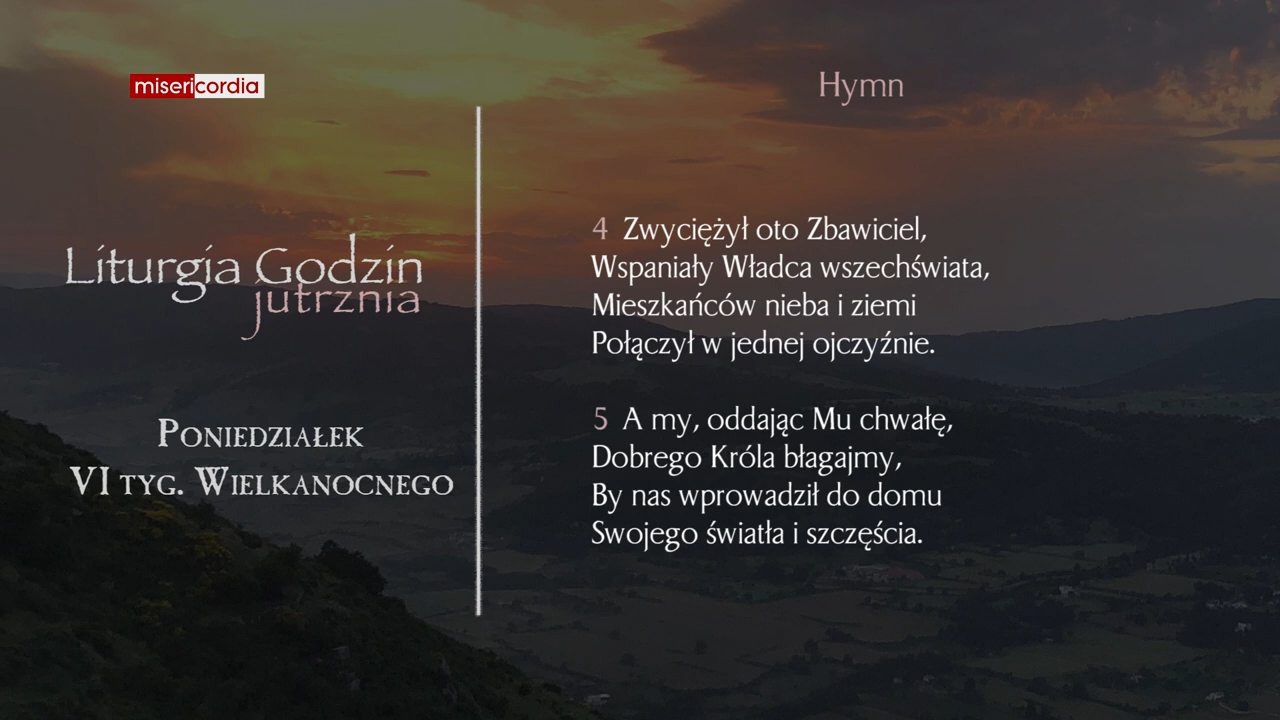 misericordia
Liturgia Godzin
jutrznia
Poniedziałek
VI tyg. Wielkanocnego
Hymn
4 Zwyciężył oto Zbawiciel,
Wspaniały Władca wszechświata,
Mieszkańców nieba i ziemi
Połączył w jednej ojczyźnie.
5 A my, oddając Mu chwałę,
Dobrego Króla błagajmy,
By nas wprowadził do domu
Swojego światła i szczęścia.